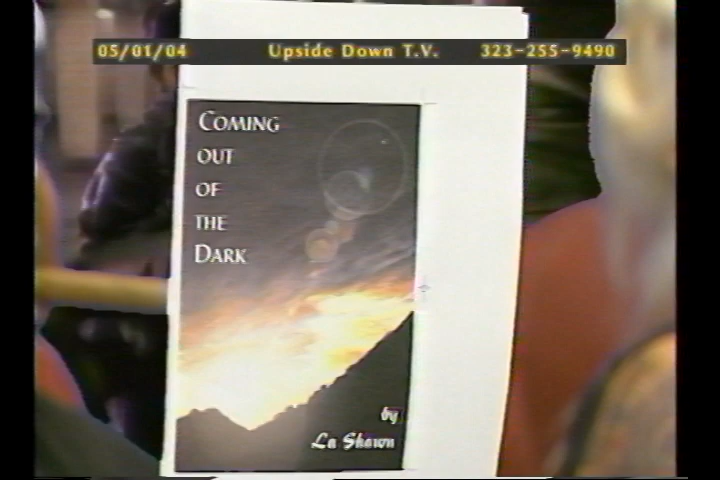 05/01/04 Upside Down T.V. 323-255-9490
Coming
out
of
the
Dark
by
La Shawn